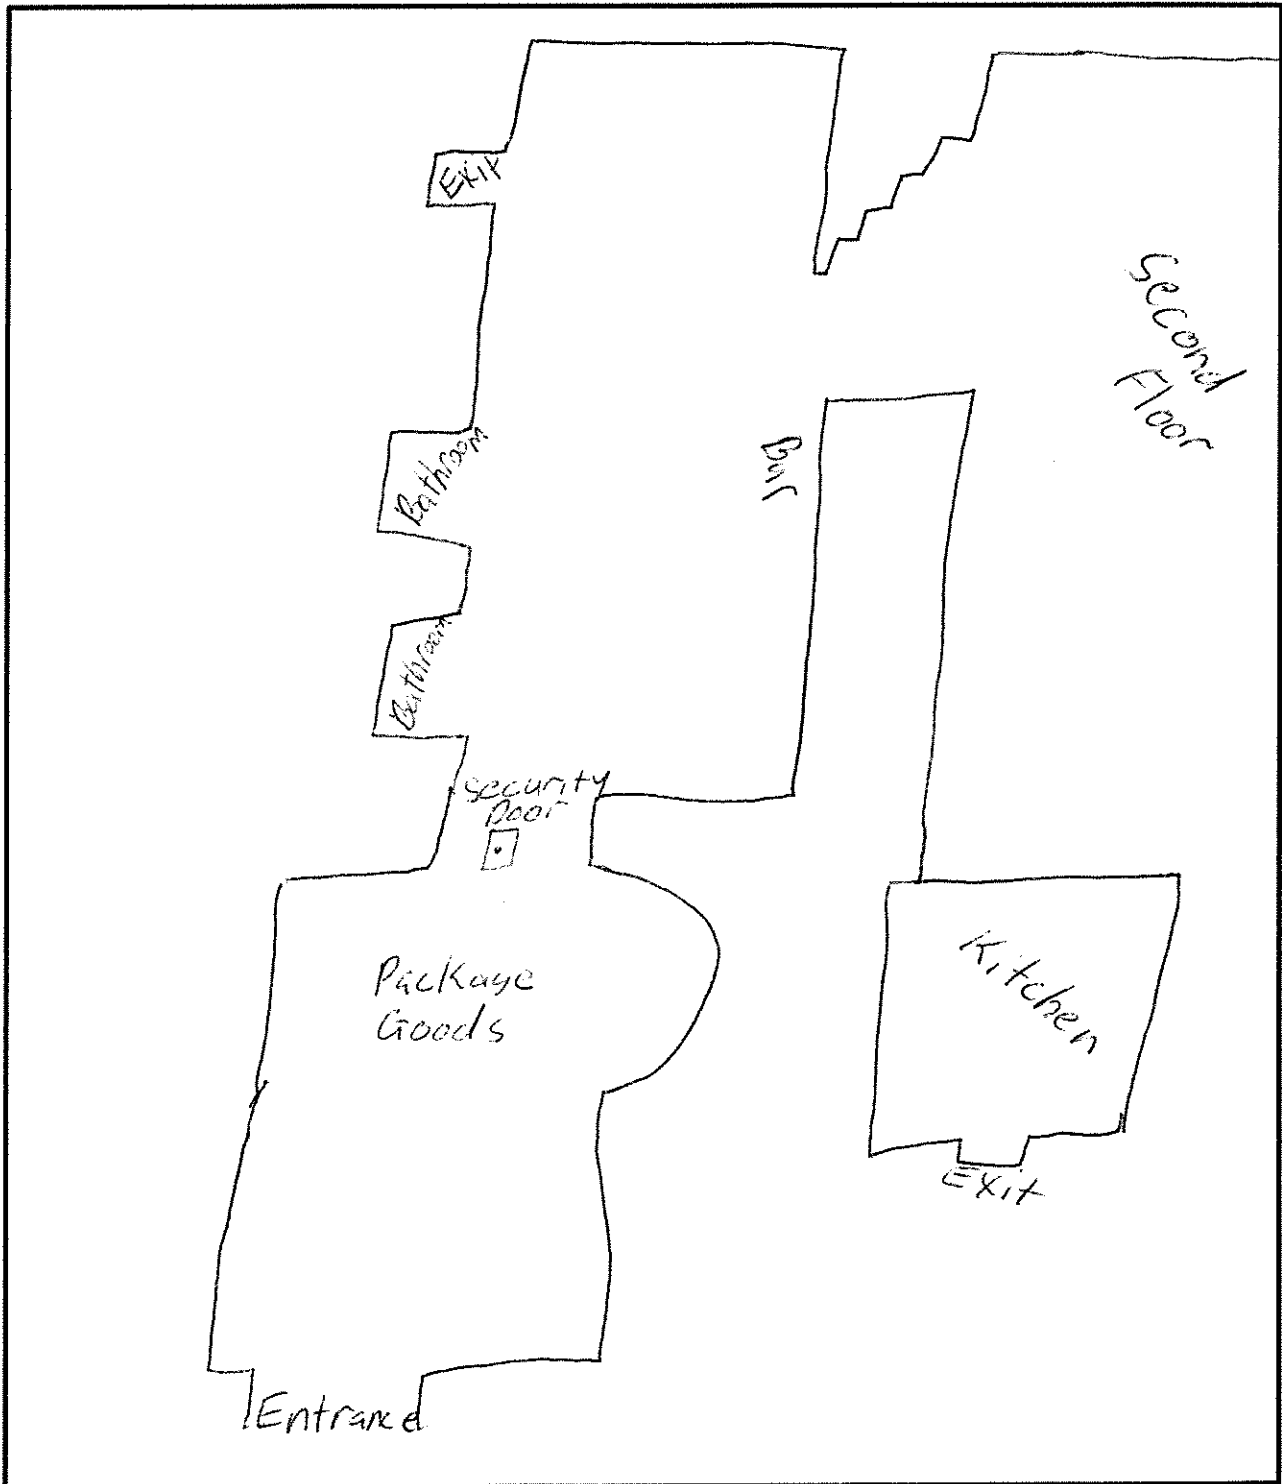 Exit
Second
Floor
Bar
Bathroom
Bathroom
Security
Door
Package
Goods
Kitchen
Exit
Entrance